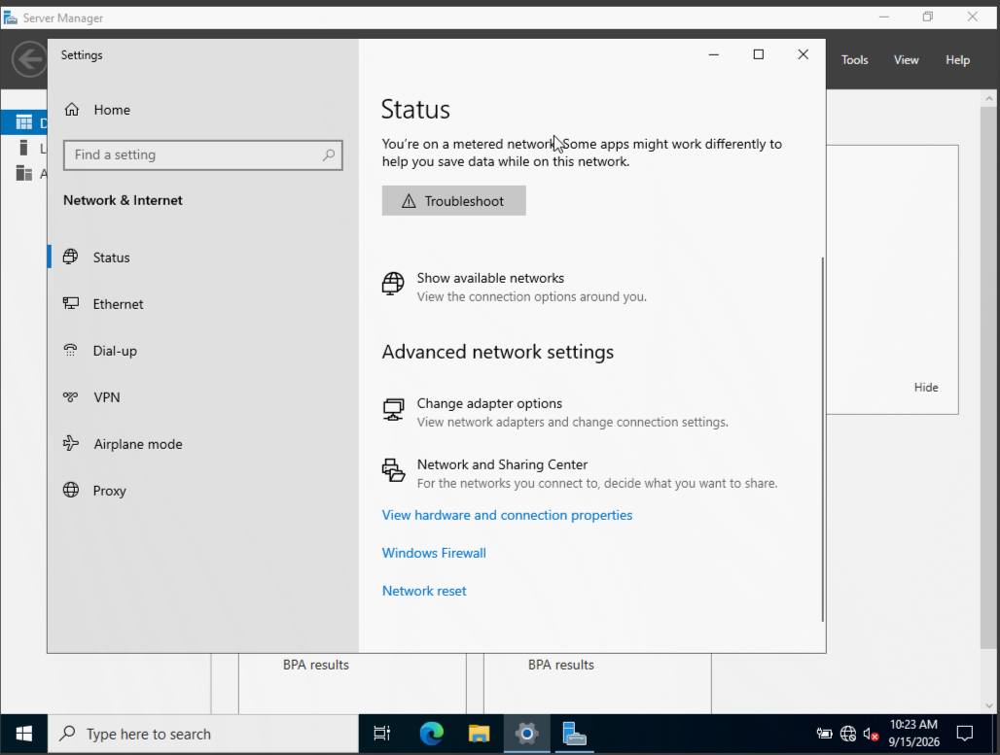 Server Manager
Tools View Help
Settings
Home
Find a setting
Network & Internet
Status
Ethernet
Dial-up
VPN
Airplane mode
Proxy
Status
You're on a metered network. Some apps might work differently to
help you save data while on this network.
Troubleshoot
Show available networks
View the connection options around you.
Advanced network settings
Change adapter options
View network adapters and change connection settings.
Network and Sharing Center
For the networks you connect to, decide what you want to share.
View hardware and connection properties
Windows Firewall
Network reset
D
L
A
Hide
BPA results
BPA results
Type here to search
10:23 AM
9/15/2026